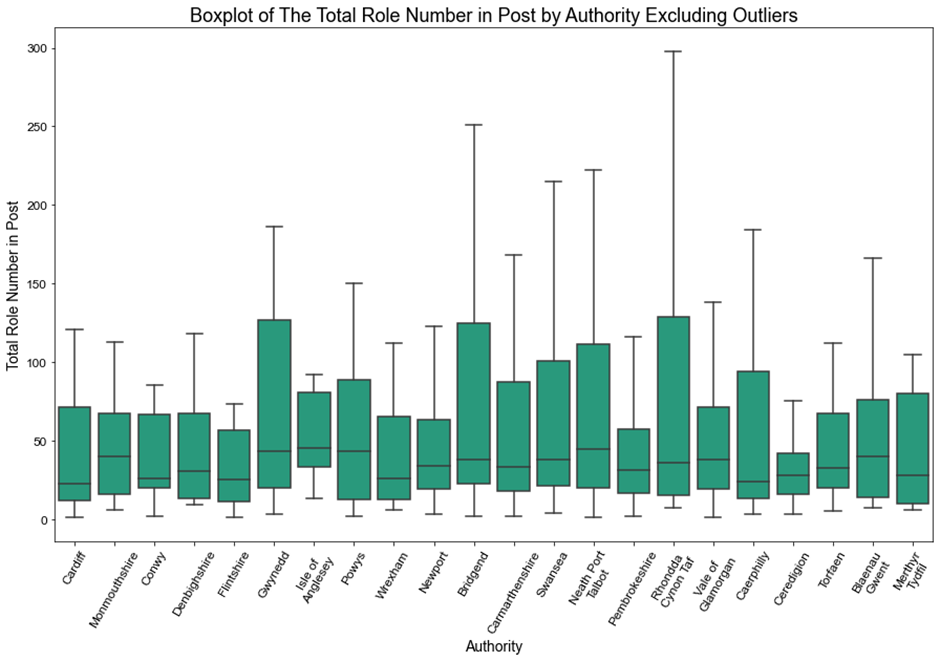 Boxplot of The Total Role Number in Post by Authority Excluding Outliers
Total Role Number in Post
300
250
200
150
100
50
0
Cardiff
Monmouthshire
Conwy
Denbighshire
Flintshire
Gwynedd
Isle of
Anglesey
Powys
Wrexham
Newport
Bridgend
Carmarthenshire
Swansea
Neath Port
Talbot
Pembrokeshire
Rhondda
Cynon Taf
Vale of
Glamorgan
Caerphilly
Ceredigion
Torfaen
Blaenau
Gwent
Merthyr
Tydfil
Authority